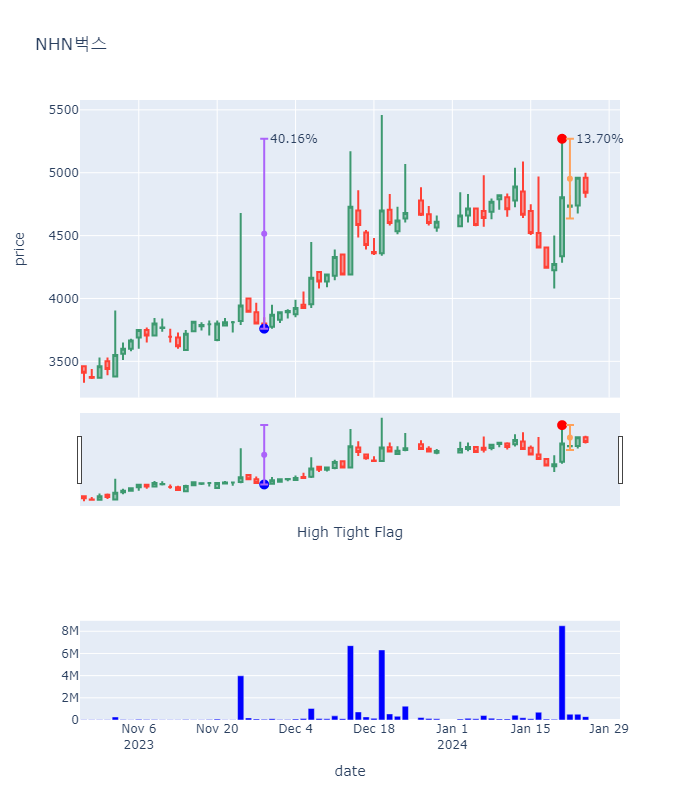 NHN벅스
5500
5000
4500
4000
3500
price
40.16%
13.70%
High Tight Flag
8M
6M
4M
2M
0
Nov 6
2023
Nov 20
Dec 4
Dec 18
Jan 1
2024
Jan 15
Jan 29
date